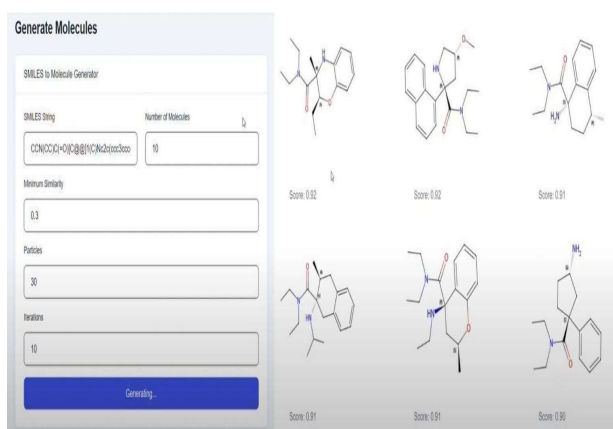 Generate Molecules
SMILES to Molecule Generator
SMILES String
Number of Molecules
CCN(CC)C(=O)[C@@]1(C)Nc2c(ccc3ccc
10
Minimum Similarity
0.3
Particles
30
Iterations
10
Generating...
Score: 0.92
Score: 0.92
Score: 0.91
Score: 0.91
Score: 0.91
Score: 0.90